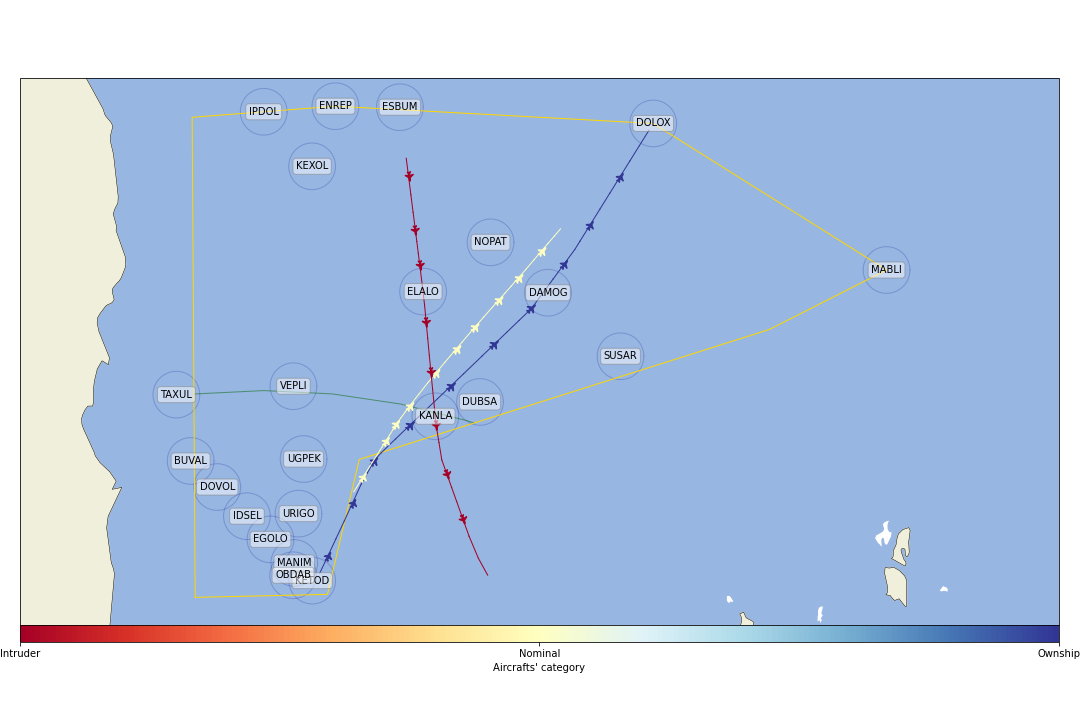 IPDOL
ENREP
ESBUM
DOLOX
KEXOL
NOPAT
MABLI
ELALO
DAMOG
SUSAR
TAXUL
VEPLI
DUBSA
KANLA
BUVAL
UGPEK
DOVOL
IDSEL
URIGO
EGOLO
MANIM
OBDAB
KETOD
Intruder Nominal Ownship
Aircrafts' category